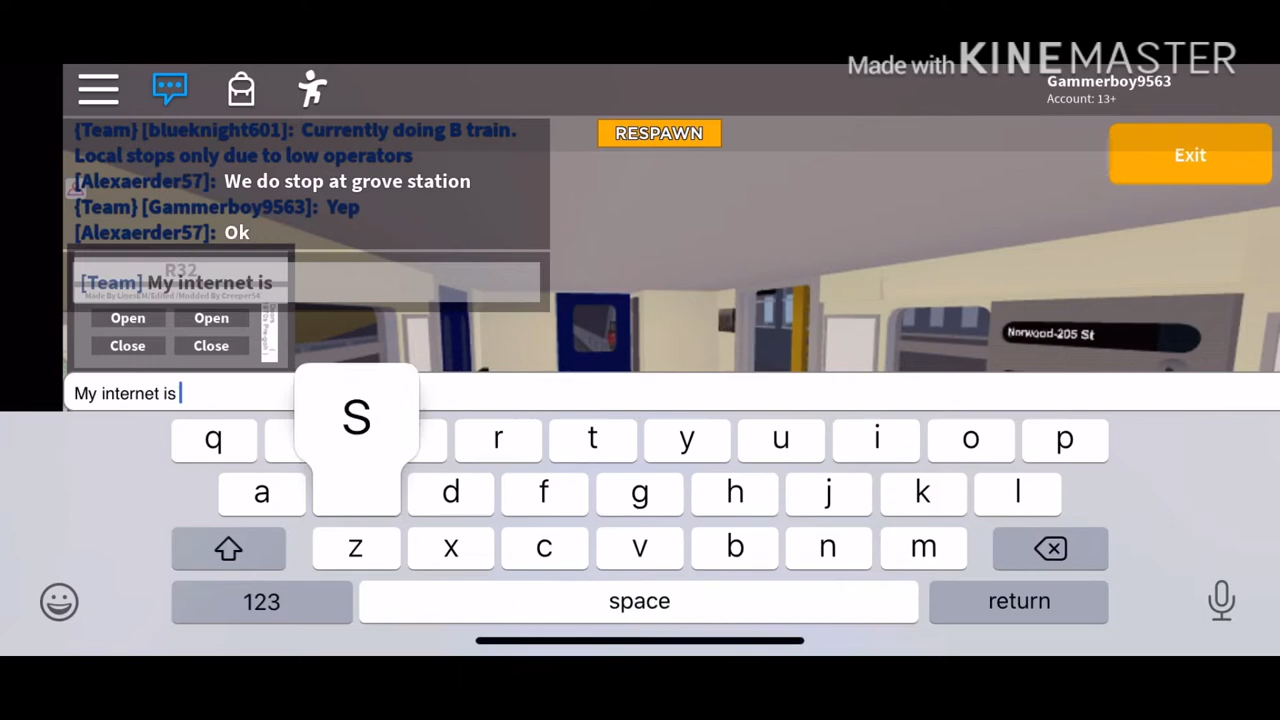 Made with KINEMASTER
Gammerboy9563
Account: 13+
{Team} [blueknight601]: Currently doing B train.
Local stops only due to low operators
[Alexaerder57]: We do stop at grove station
{Team} [Gammerboy9563]: Yep
[Alexaerder57]: Ok
RESPAWN
Exit
R32
[Team] My internet is
Open Open
Close Close
Norwood-205 St
My internet is
S
q r t y u i o p
a d f g h j k l
z x c v b n m
123 space return